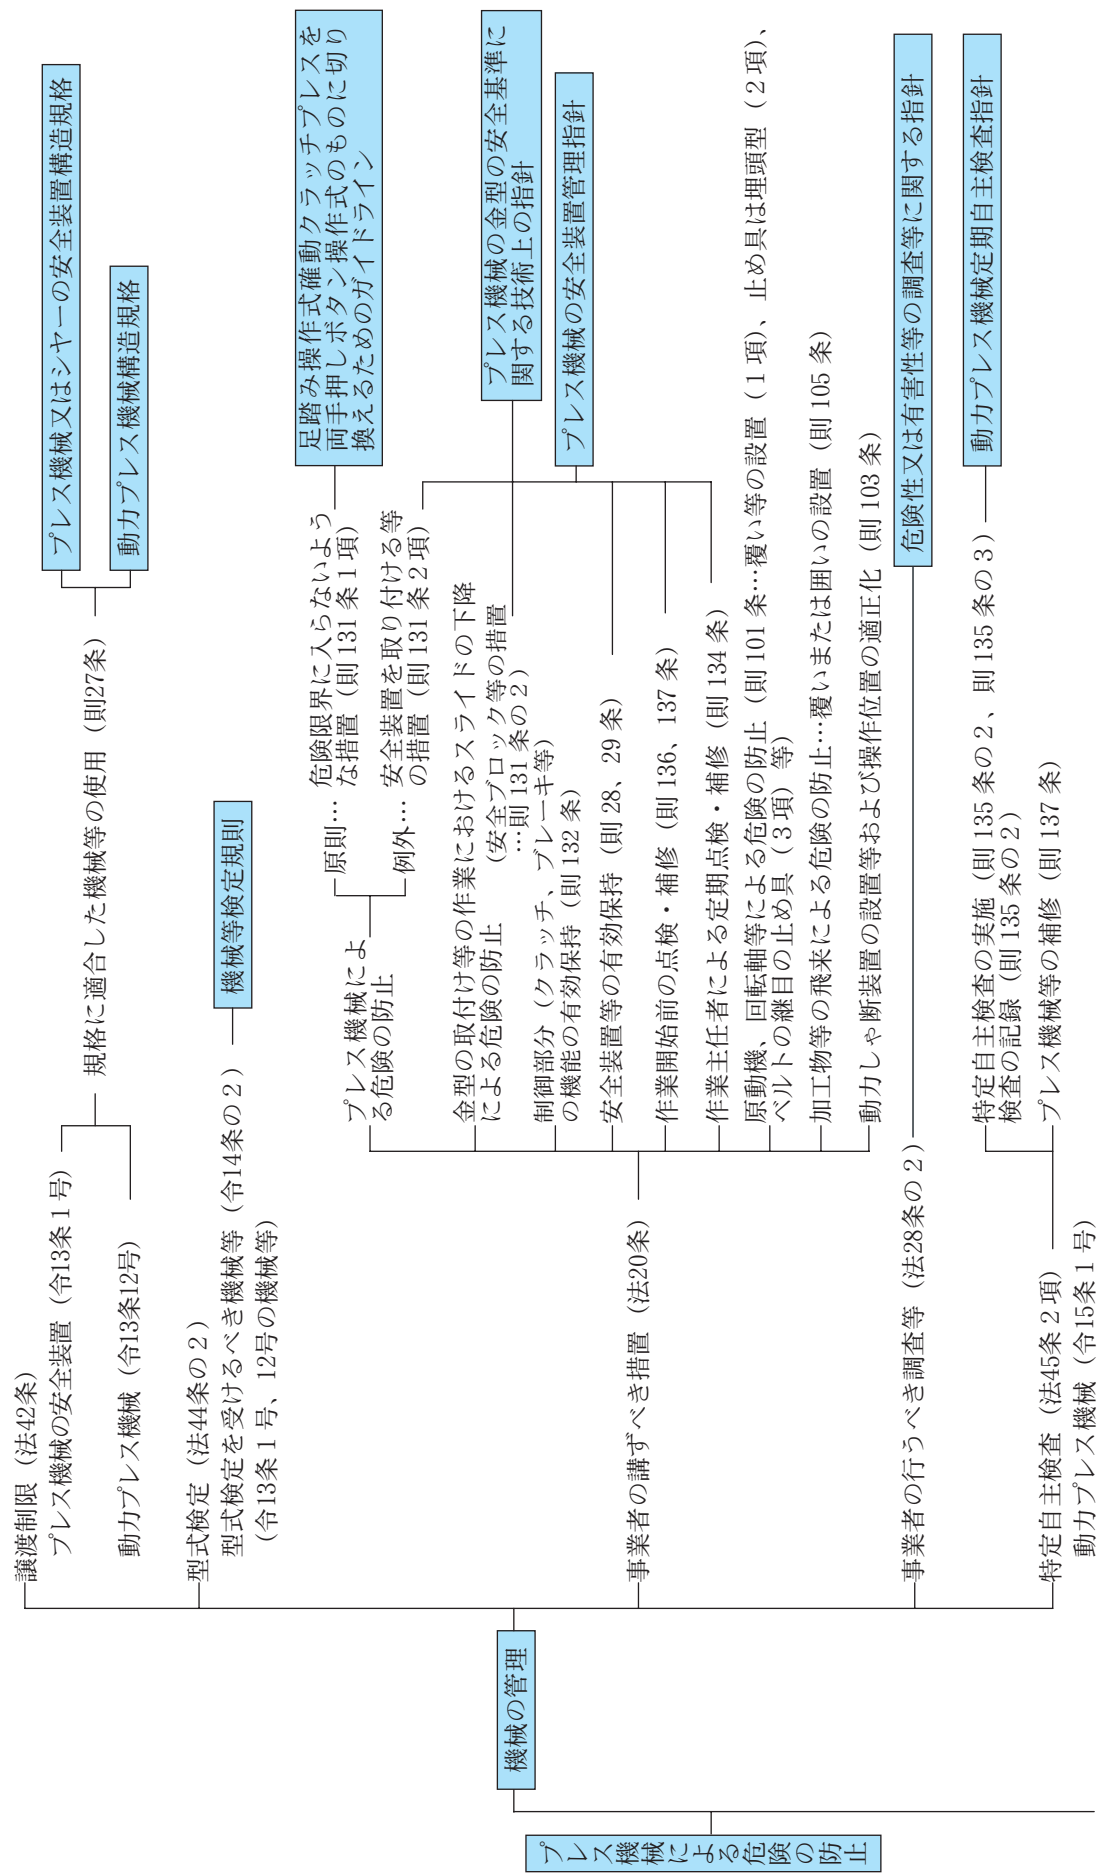 プレス機械による危険の防止
機械の管理
譲渡制限（法42条）
プレス機械の安全装置（令13条１号）
動力プレス機械（令13条12号）
規格に適合した機械等の使用（則27条）
プレス機械又はシヤーの安全装置構造規格
動力プレス機械構造規格
型式検定（法44条の２）
型式検定を受けるべき機械等（令14条の２）
（令13条１号、12号の機械等）
機械等検定規則
事業者の講ずべき措置（法20条）
プレス機械によ
る危険の防止
原則…
危険限界に入らないよう
な措置（則131条１項）
足踏み操作式確動クラッチプレスを
両手押しボタン操作式のものに切り
換えるためのガイドライン
例外…
安全装置を取り付ける等
の措置（則131条２項）
金型の取付け等の作業におけるスライドの下降
による危険の防止
（安全ブロック等の措置
…則131条の２）
プレス機械の金型の安全基準に
関する技術上の指針
制御部分（クラッチ、ブレーキ等）
の機能の有効保持（則132条）
プレス機械の安全装置管理指針
安全装置等の有効保持（則28、29条）
作業開始前の点検・補修（則136、137条）
作業主任者による定期点検・補修（則134条）
原動機、回転軸等による危険の防止（則101条…覆い等の設置（１項）、止め具は埋頭型（２項）、
ベルトの継目の止め具（３項）等）
加工物等の飛来による危険の防止…覆いまたは囲いの設置（則105条）
動力しゃ断装置の設置等および操作位置の適正化（則103条）
事業者の行うべき調査等（法28条の２）
危険性又は有害性等の調査等に関する指針
特定自主検査（法45条２項）
動力プレス機械（令15条１号）
特定自主検査の実施（則135条の２、則135条の３）
検査の記録（則135条の２）
動力プレス機械定期自主検査指針
プレス機械等の補修（則137条）